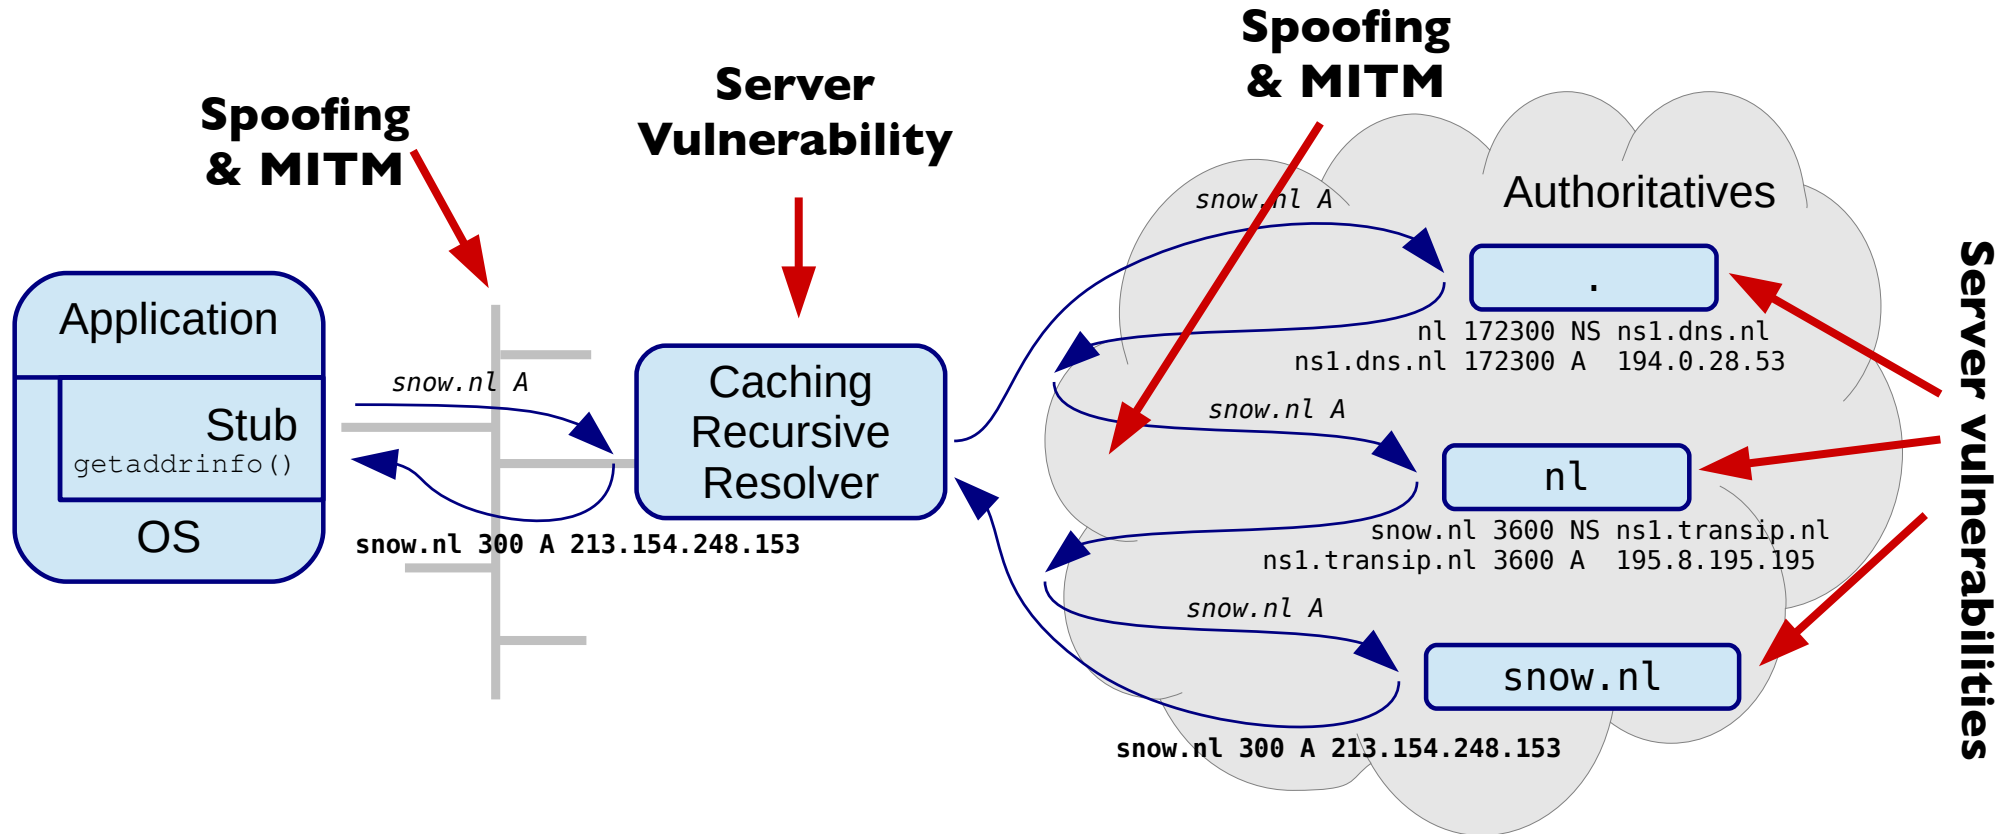 Spoofing
& MITM
Server
Vulnerability
Spoofing
& MITM
Authoritatives
Server vulnerabilities
Application
Stub
getaddrinfo()
OS
snow.nl A
snow.nl 300 A 213.154.248.153
Caching
Recursive
Resolver
snow.nl A
.
nl 172300 NS ns1.dns.nl
ns1.dns.nl 172300 A 194.0.28.53
snow.nl A
nl
snow.nl 3600 NS ns1.transip.nl
ns1.transip.nl 3600 A 195.8.195.195
snow.nl A
snow.nl
snow.nl 300 A 213.154.248.153